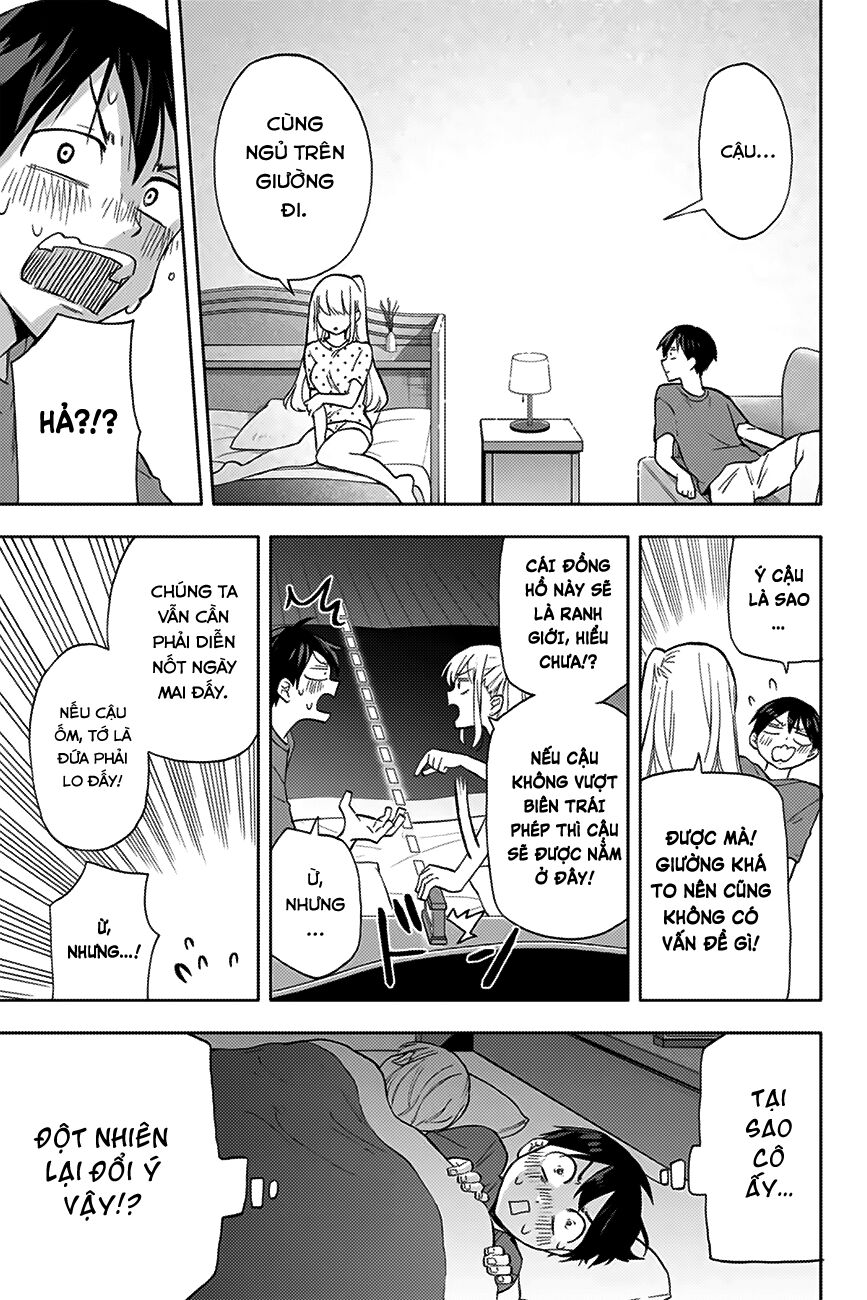 CẬU...
CÙNG
NGỦ TRÊN
GIƯỜNG
ĐI.
HẢ?!?
Ý CẬU
LÀ SAO
...
ĐƯỢC MÀ!
GIƯỜNG KHÁ
TO NÊN CŨNG
KHÔNG CÓ
VẤN ĐỀ GÌ!
CÁI ĐỒNG
HỒ NÀY SẼ
LÀ RANH
GIỚI, HIỂU
CHƯA!?
NẾU CẬU
KHÔNG VƯỢT
BIÊN TRÁI
PHÉP THÌ CẬU
SẼ ĐƯỢC NẰM
Ở ĐÂY!
Ừ,
NHƯNG
...
ドン
CHÚNG TA
VẪN CẦN
PHẢI DIỄN
NỐT NGÀY
MAI ĐẤY.
NẾU CẬU
ỐM, TỚ LÀ
ĐỨA PHẢI
LO ĐẤY!
Ừ,
NHƯNG...!
TẠI
SAO
CÔ
ẤY...
ĐỘT NHIÊN
LẠI ĐỔI Ý
VẬY!?